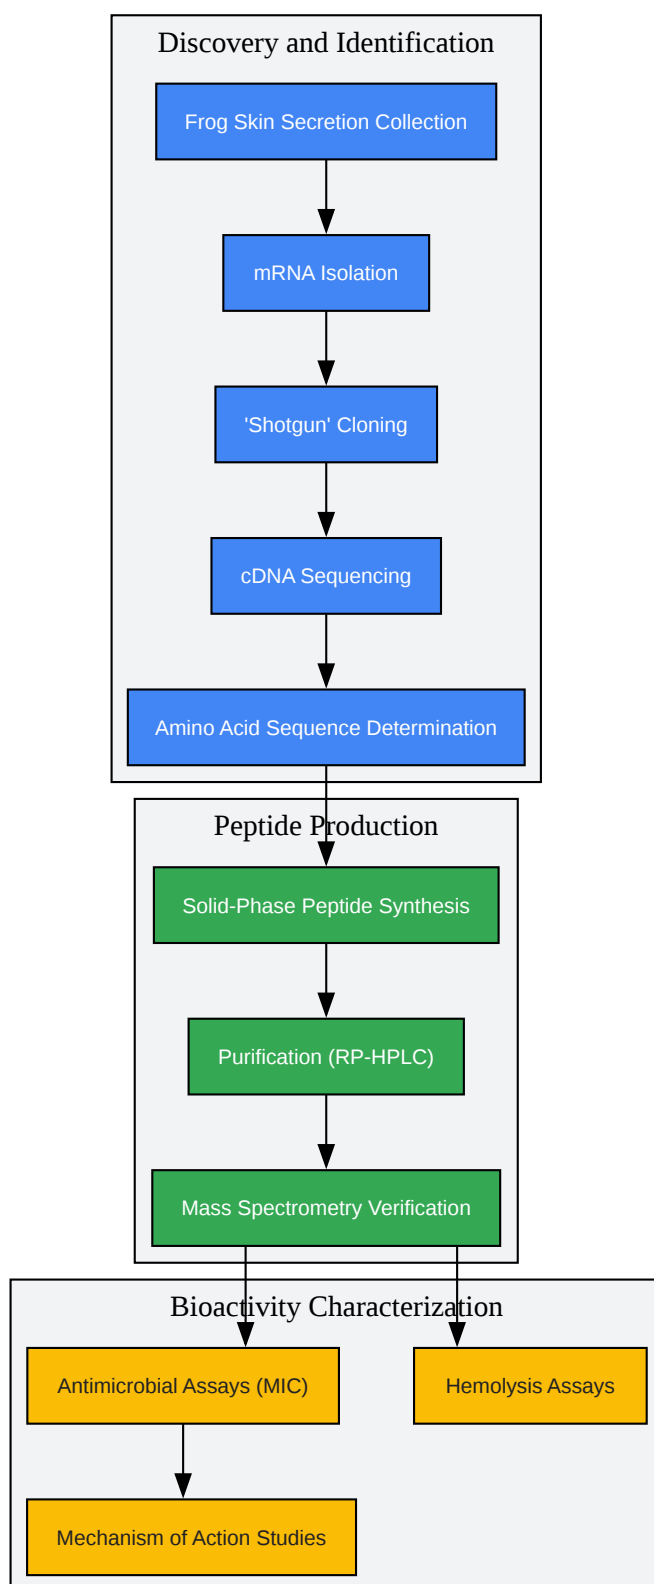 Discovery and Identification
Frog Skin Secretion Collection
mRNA Isolation
'Shotgun' Cloning
cDNA Sequencing
Amino Acid Sequence Determination
Peptide Production
Solid-Phase Peptide Synthesis
Purification (RP-HPLC)
Mass Spectrometry Verification
Bioactivity Characterization
Antimicrobial Assays (MIC)
Hemolysis Assays
Mechanism of Action Studies